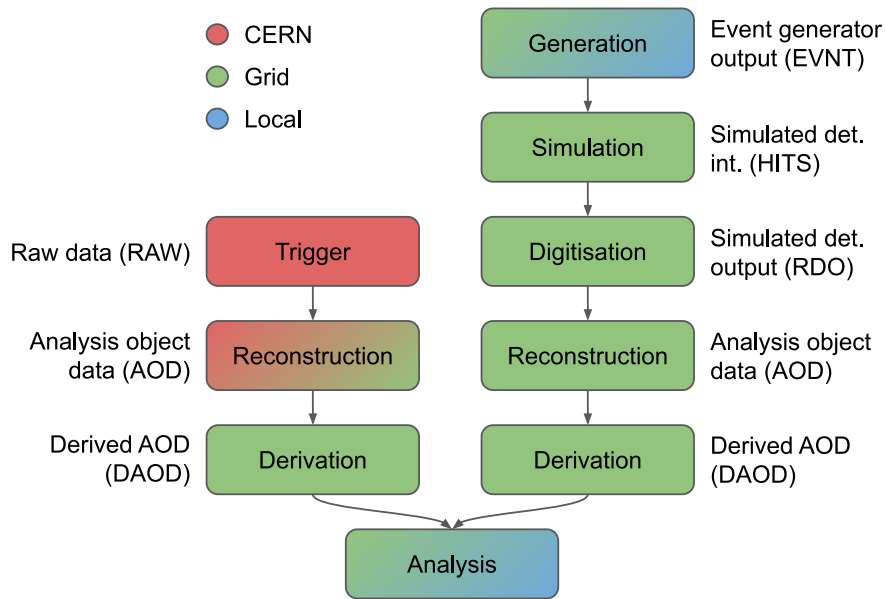 CERN
Grid
Local
Generation
Event generator
output (EVNT)
Simulation
Simulated det.
int. (HITS)
Raw data (RAW)
Trigger
Digitisation
Simulated det.
output (RDO)
Analysis object
data (AOD)
Reconstruction
Reconstruction
Analysis object
data (AOD)
Derived AOD
(DAOD)
Derivation
Derivation
Derived AOD
(DAOD)
Analysis